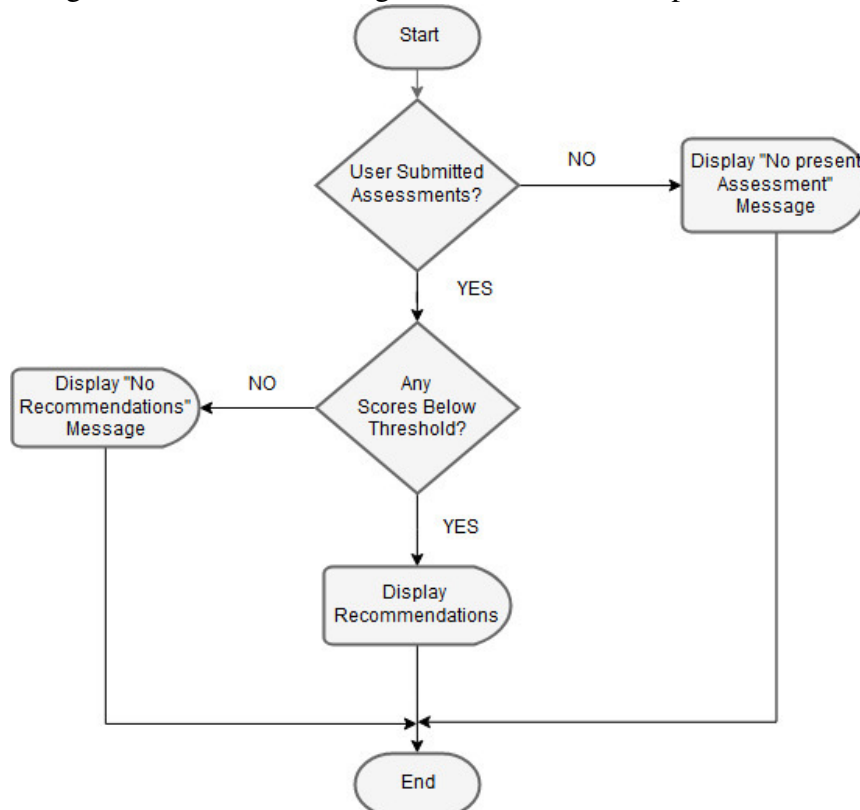 Start
User Submitted
Assessments?
NO
Display "No present
Assessment"
Message
YES
Any
Scores Below
Threshold?
NO
Display "No
Recommendations"
Message
YES
Display
Recommendations
End